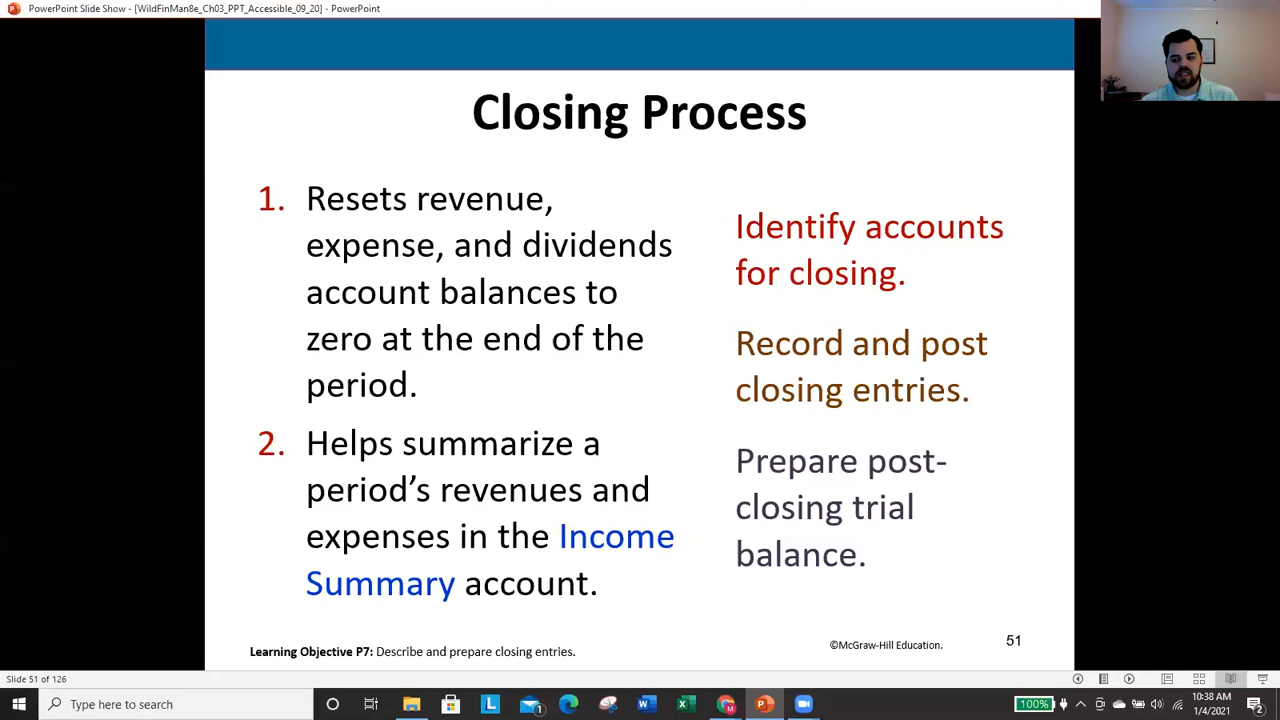 PowerPoint Slide Show - [WildFinMan8e_Ch03_PPT_Accessible_09_20] - PowerPoint
Closing Process
1. Resets revenue,
expense, and dividends
account balances to
zero at the end of the
period.
2. Helps summarize a
period’s revenues and
expenses in the Income
Summary account.
Identify accounts
for closing.
Record and post
closing entries.
Prepare post-
closing trial
balance.
Learning Objective P7: Describe and prepare closing entries.
©McGraw-Hill Education.
51
Slide 51 of 126
Type here to search
100%
10:38 AM
1/4/2021